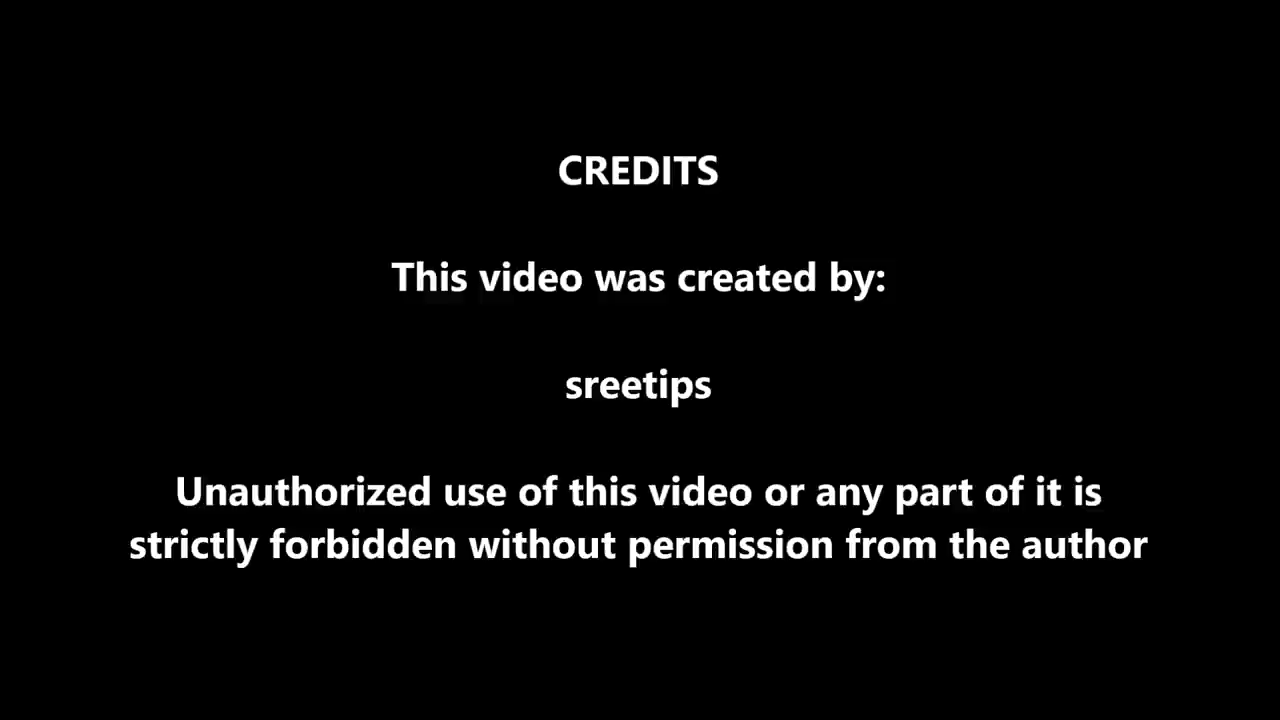 CREDITS
This video was created by:
sreetips
Unauthorized use of this video or any part of it is
strictly forbidden without permission from the author